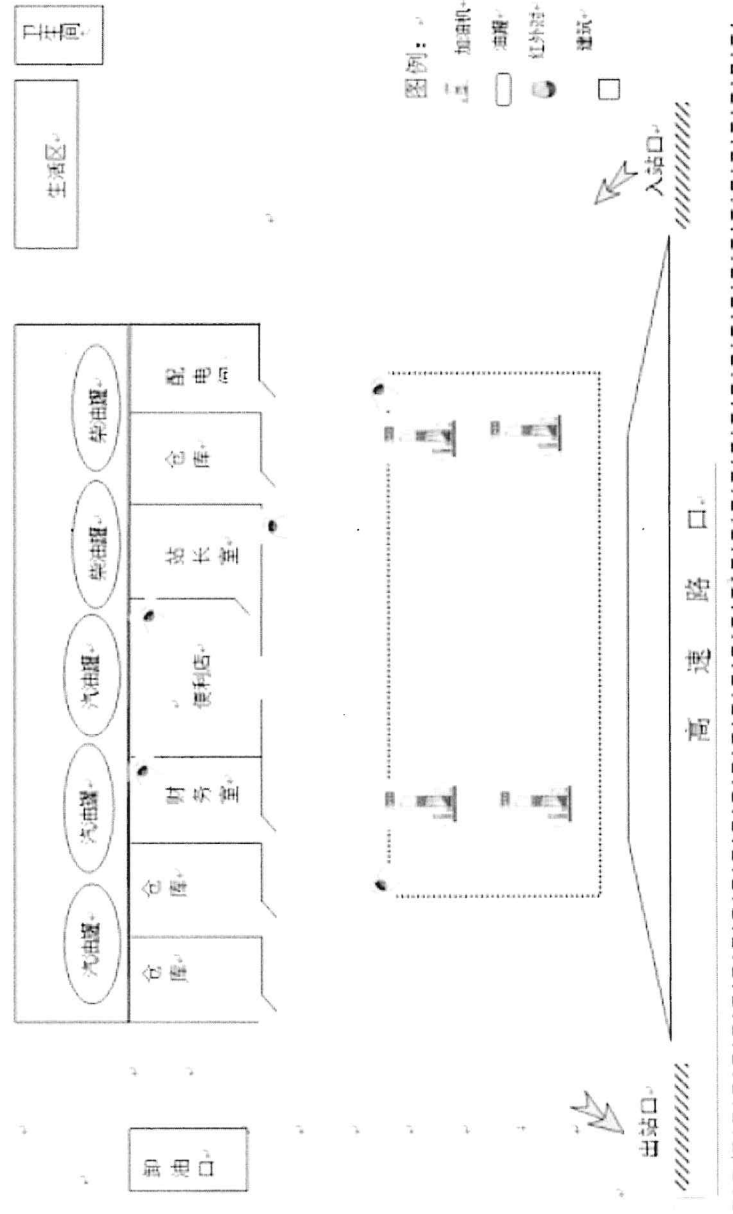 卫生间
生活区
汽油罐
汽油罐
汽油罐
柴油罐
柴油罐
卸油口
仓库
仓库
财务室
便利店
站长室
仓库
配电间
图例：
加油机
油罐
红外对
建筑
出站口
入站口
高速路口